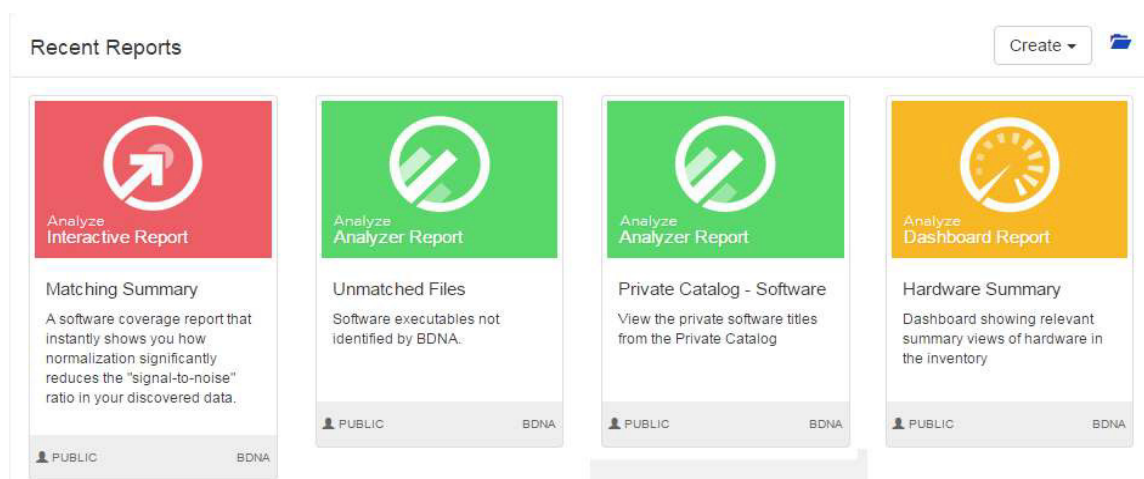 Recent Reports
Create
Analyze
Interactive Report
Matching Summary
A software coverage report that
instantly shows you how
normalization significantly
reduces the "signal-to-noise"
ratio in your discovered data.
PUBLIC BDNA
Analyze
Analyzer Report
Unmatched Files
Software executables not
identified by BDNA.
PUBLIC BDNA
Analyze
Analyzer Report
Private Catalog - Software
View the private software titles
from the Private Catalog
PUBLIC BDNA
Analyze
Dashboard Report
Hardware Summary
Dashboard showing relevant
summary views of hardware in
the inventory
PUBLIC BDNA